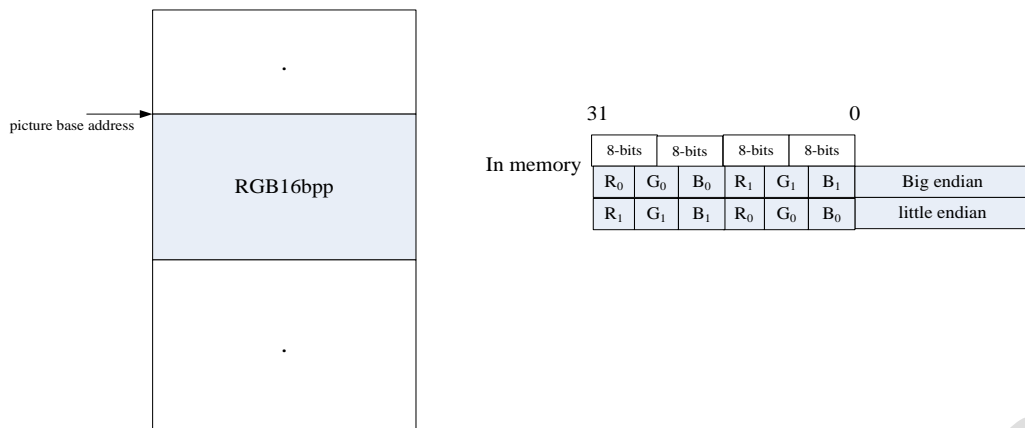 .
picture base address
RGB16bpp
.
31 0
In memory
8-bits 8-bits 8-bits 8-bits
R₀ G₀ B₀ R₁ G₁ B₁ Big endian
R₁ G₁ B₁ R₀ G₀ B₀ little endian